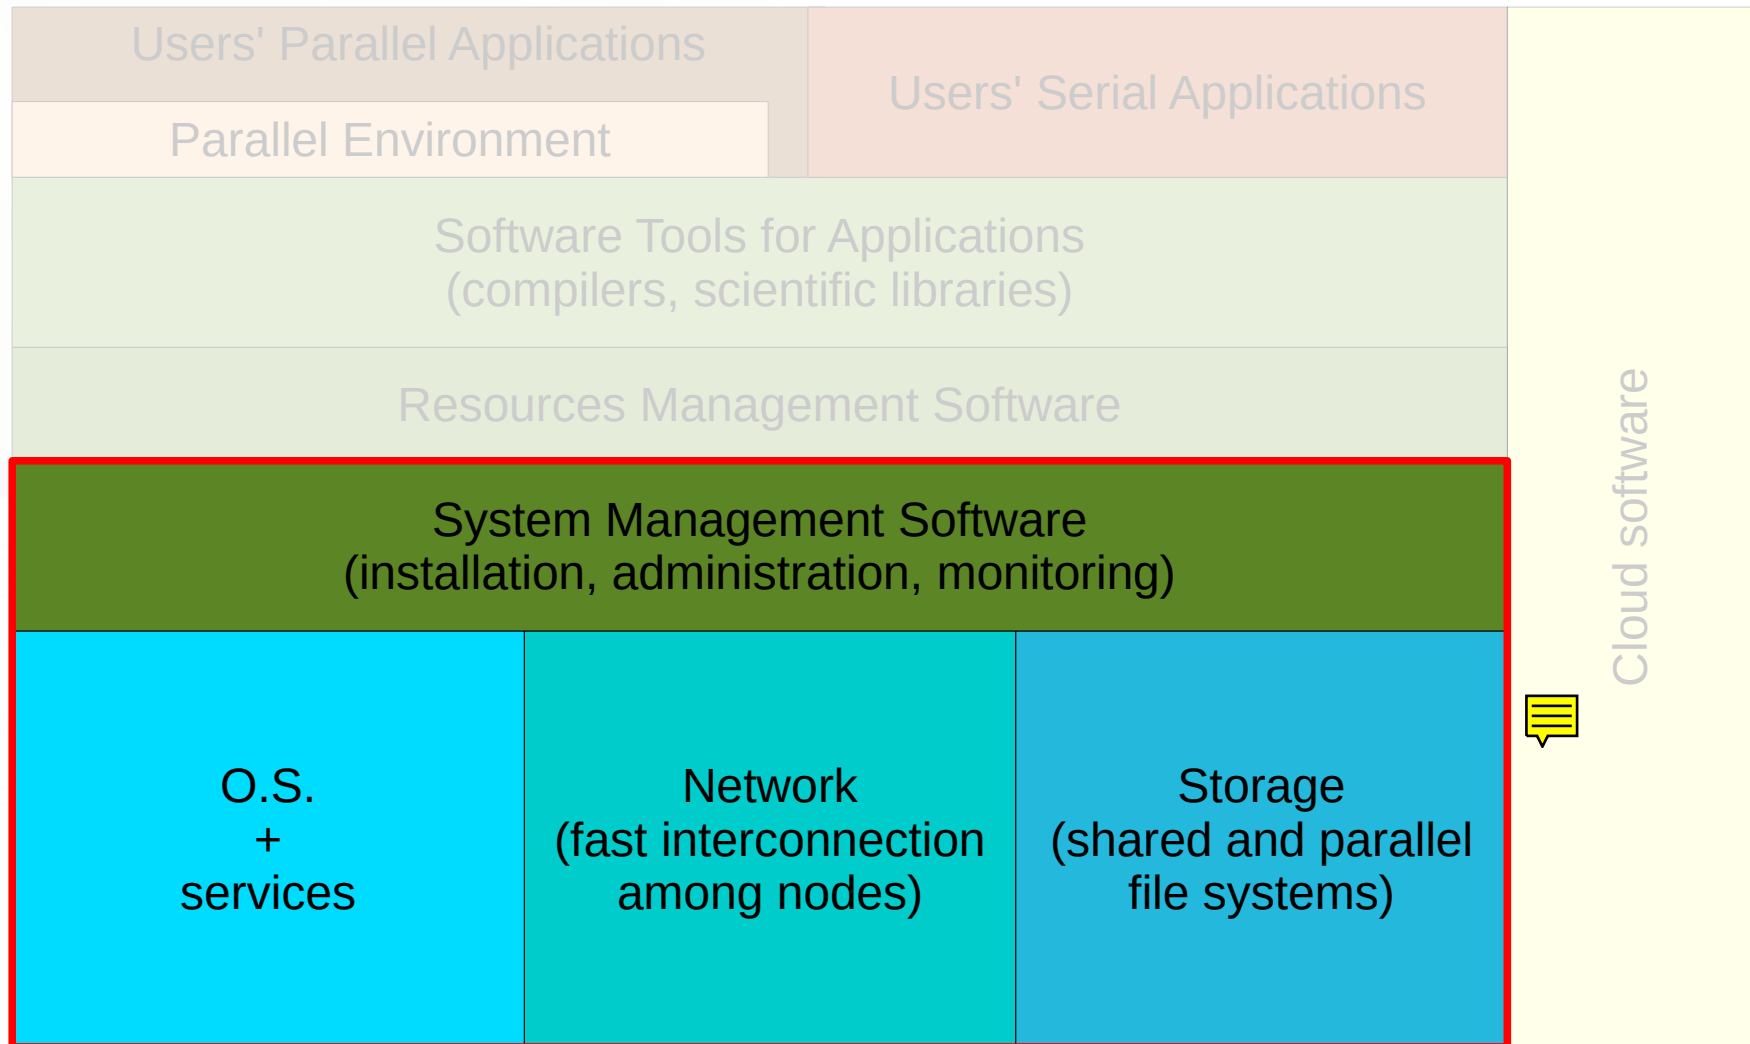 Users' Parallel Applications
Users' Serial Applications
Parallel Environment
Software Tools for Applications
(compilers, scientific libraries)
Resources Management Software
System Management Software
(installation, administration, monitoring)
O.S.
+
services
Network
(fast interconnection
among nodes)
Storage
(shared and parallel
file systems)
Cloud software